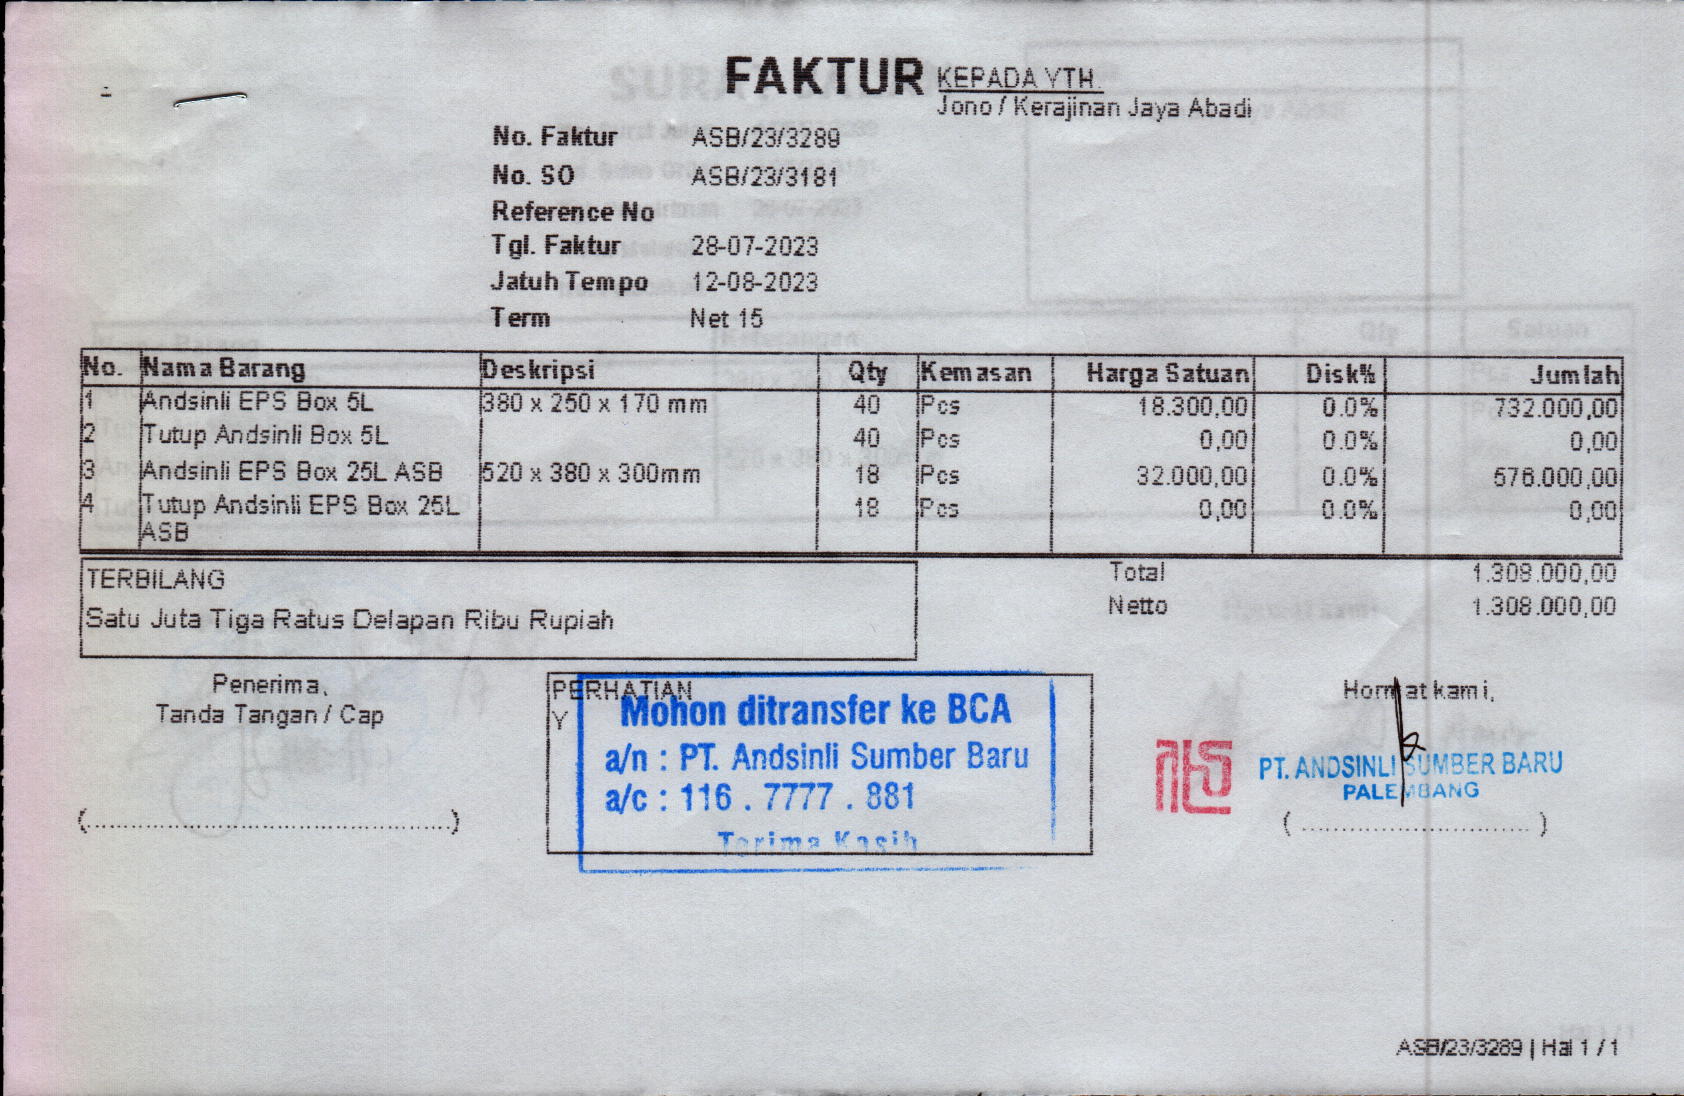 FAKTUR
KEPADA YTH.
Jono / Kerajinan Jaya Abadi
No. Faktur ASB/23/3289
No. SO ASB/23/3181
Reference No
Tgl. Faktur 28-07-2023
Jatuh Tempo 12-08-2023
Term Net 15
No. Nama Barang Deskripsi Qty Kemasan Harga Satuan Disk% Jumlah
1 Andsinli EPS Box 5L 380 x 250 x 170 mm 40 Pcs 18.300,00 0.0% 732.000,00
2 Tutup Andsinli Box 5L 40 Pcs 0,00 0.0% 0,00
3 Andsinli EPS Box 25L ASB 520 x 380 x 300mm 18 Pcs 32.000,00 0.0% 576.000,00
4 Tutup Andsinli EPS Box 25L 18 Pcs 0,00 0.0% 0,00
ASB
TERBILANG
Satu Juta Tiga Ratus Delapan Ribu Rupiah
Total 1.308.000,00
Netto 1.308.000,00
Penerima,
Tanda Tangan / Cap
(..............................................)
PERHATIAN
Y
Mohon ditransfer ke BCA
a/n : PT. Andsinli Sumber Baru
a/c : 116 . 7777 . 881
Terima Kasih
Hormat kami,
PT. ANDSINLI SUMBER BARU
PALEMBANG
( ............................. )
ASB/23/3289 | Hal 1 / 1